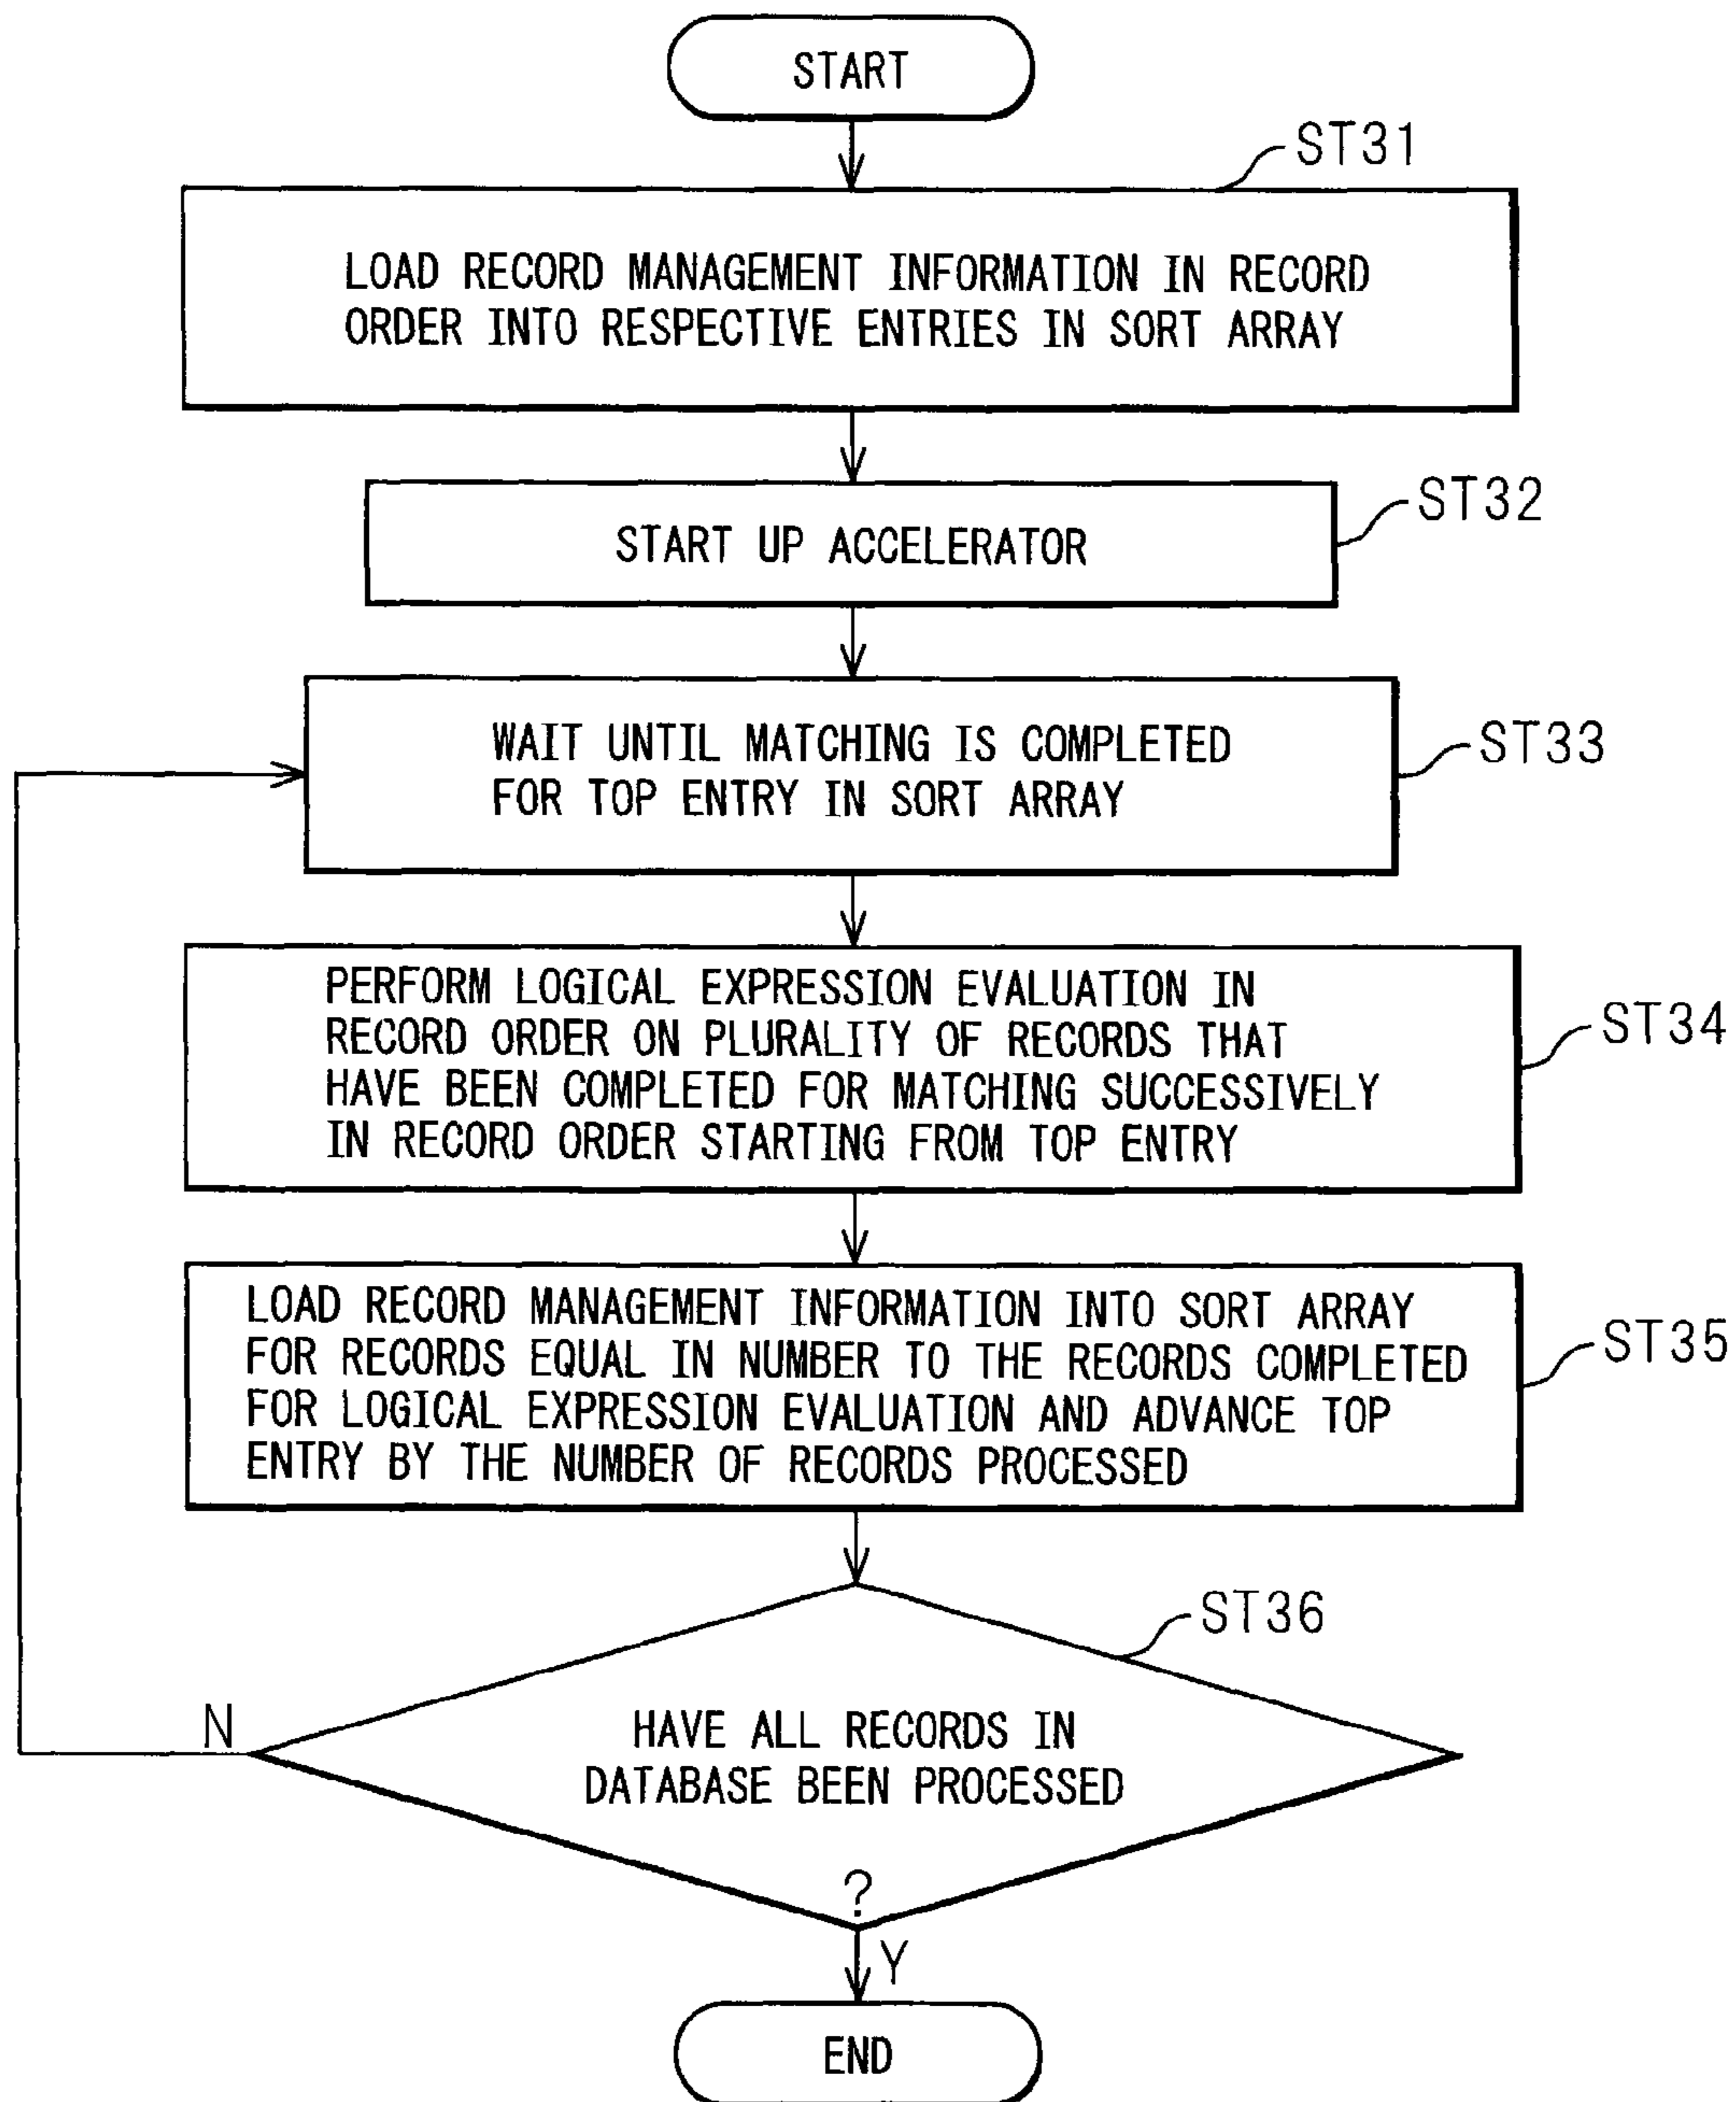 START
ST31
LOAD RECORD MANAGEMENT INFORMATION IN RECORD
ORDER INTO RESPECTIVE ENTRIES IN SORT ARRAY
ST32
START UP ACCELERATOR
ST33
WAIT UNTIL MATCHING IS COMPLETED
FOR TOP ENTRY IN SORT ARRAY
ST34
PERFORM LOGICAL EXPRESSION EVALUATION IN
RECORD ORDER ON PLURALITY OF RECORDS THAT
HAVE BEEN COMPLETED FOR MATCHING SUCCESSIVELY
IN RECORD ORDER STARTING FROM TOP ENTRY
ST35
LOAD RECORD MANAGEMENT INFORMATION INTO SORT ARRAY
FOR RECORDS EQUAL IN NUMBER TO THE RECORDS COMPLETED
FOR LOGICAL EXPRESSION EVALUATION AND ADVANCE TOP
ENTRY BY THE NUMBER OF RECORDS PROCESSED
ST36
N
HAVE ALL RECORDS IN
DATABASE BEEN PROCESSED
?
Y
END